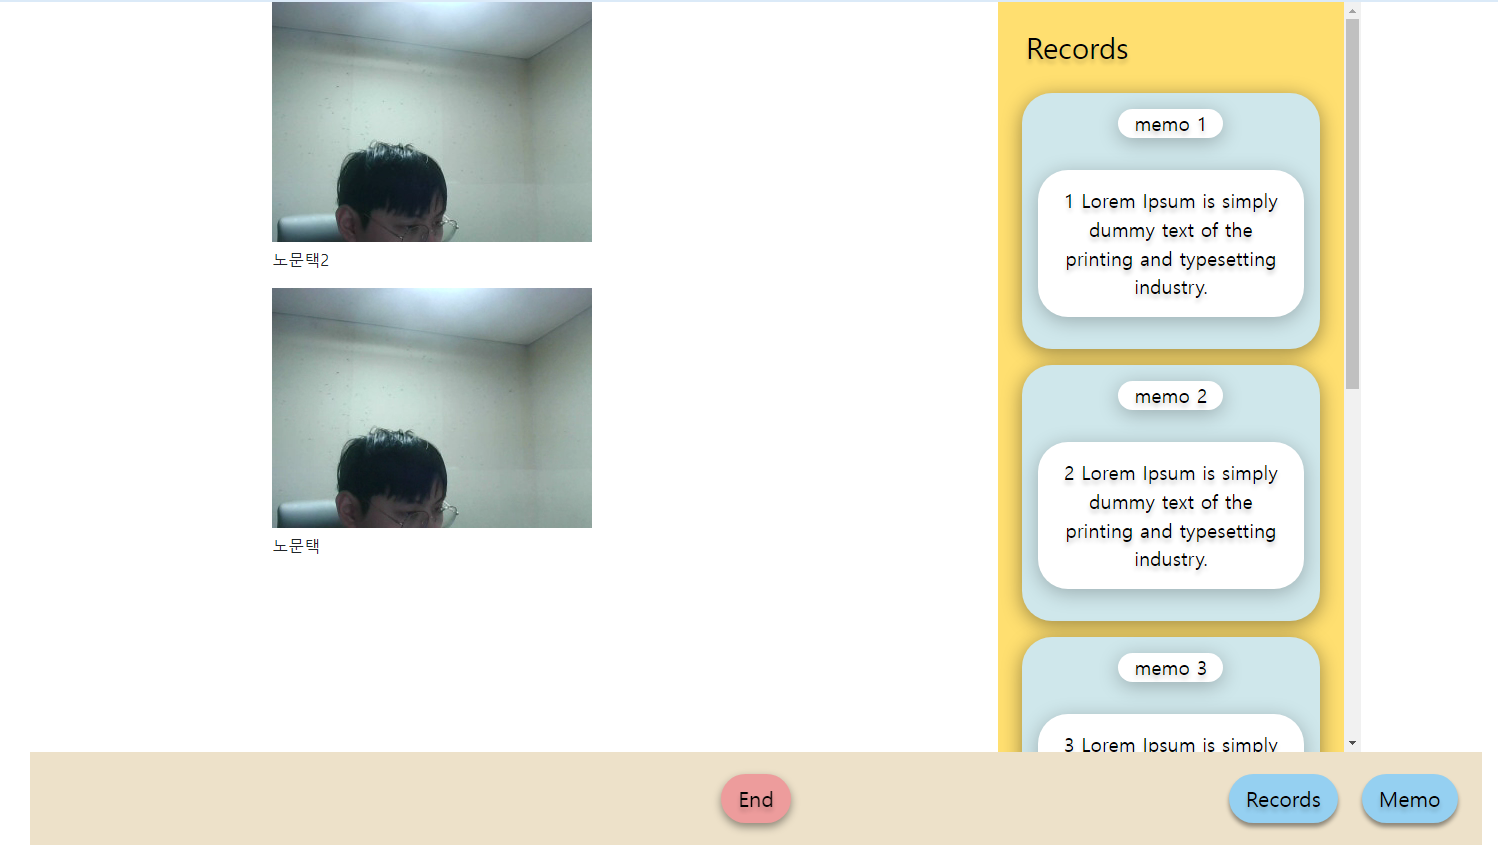 노문택2
노문택
Records
memo 1
1 Lorem Ipsum is simply
dummy text of the
printing and typesetting
industry.
memo 2
2 Lorem Ipsum is simply
dummy text of the
printing and typesetting
industry.
memo 3
3 Lorem Ipsum is simply
End
Records
Memo